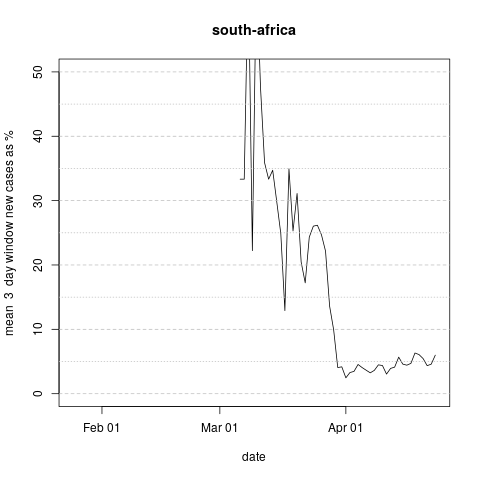 south-africa
mean  3  day window new cases as %
50
40
30
20
10
0
Feb 01
Mar 01
Apr 01
date